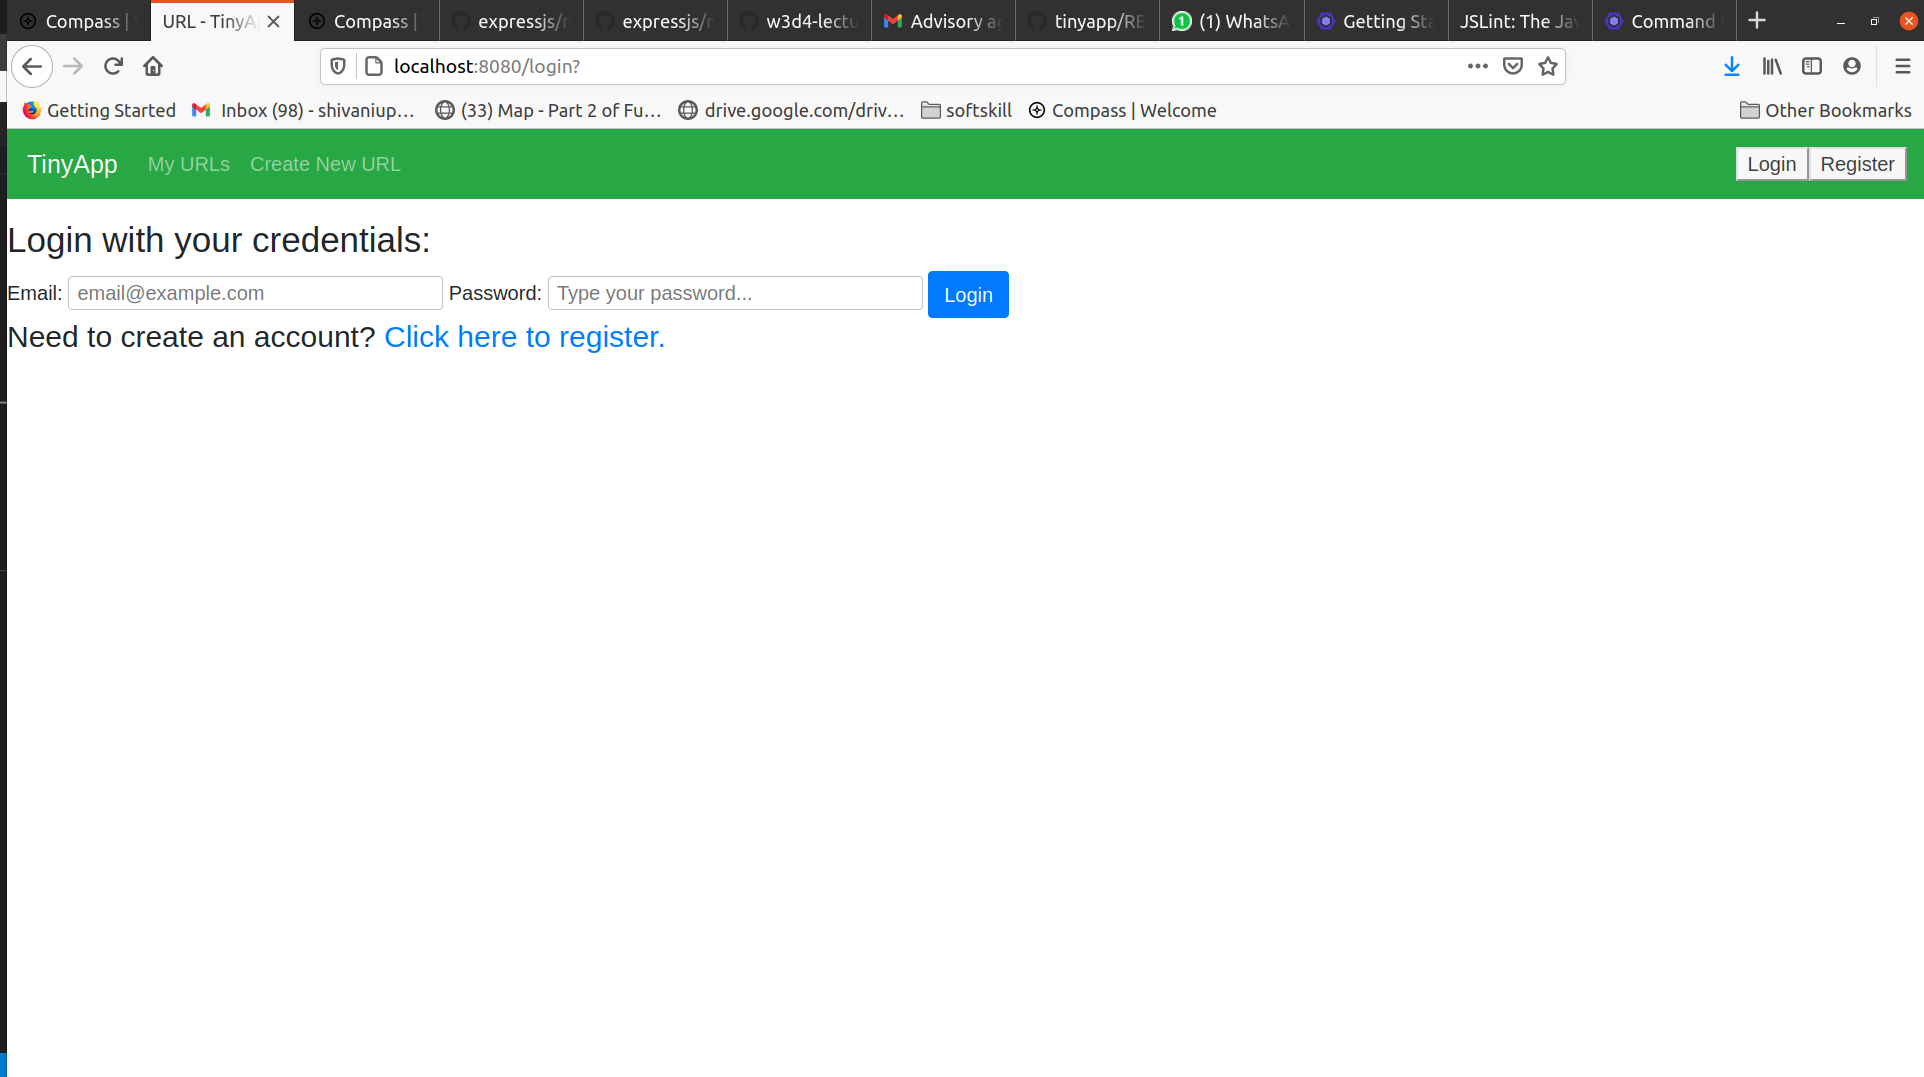 Compass |
URL - TinyA
Compass |
expressjs/
expressjs/
w3d4-lectu
Advisory
tinyapp/RE
(1) WhatsA
Getting Sta
JSLint: The Ja
Command
localhost:8080/login?
Getting Started
Inbox (98) - shivaniup...
(33) Map - Part 2 of Fu...
drive.google.com/driv...
softskill
Compass | Welcome
Other Bookmarks
TinyApp My URLs Create New URL Login Register
Login with your credentials:
Email: email@example.com Password: Type your password... Login
Need to create an account? Click here to register.